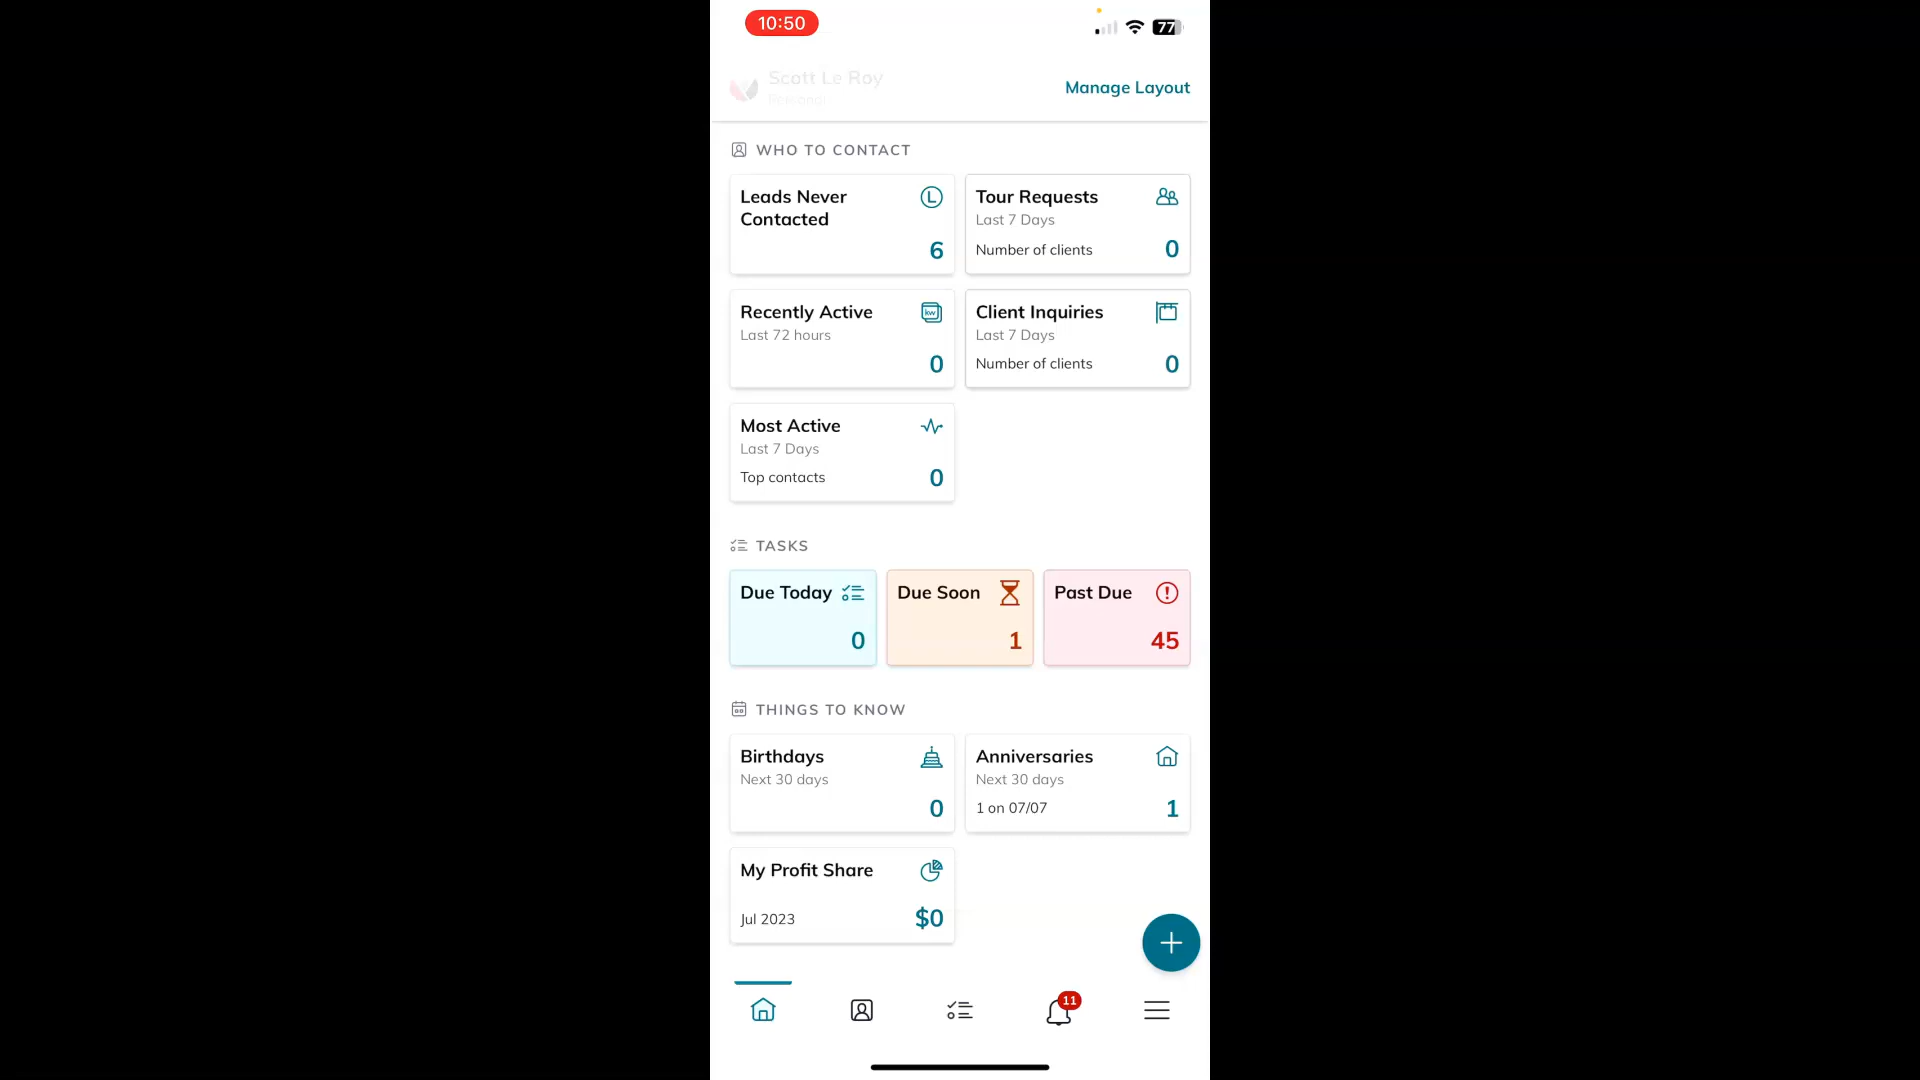 10:50
77
Scott Le Roy
Personal
Manage Layout
WHO TO CONTACT
Leads Never
Contacted
L
6
Tour Requests
Last 7 Days
Number of clients
0
Recently Active
kw
Last 72 hours
0
Client Inquiries
Last 7 Days
Number of clients
0
Most Active
Last 7 Days
Top contacts
0
TASKS
Due Today
0
Due Soon
1
Past Due
45
THINGS TO KNOW
Birthdays
Next 30 days
0
Anniversaries
Next 30 days
1 on 07/07
1
My Profit Share
Jul 2023
$0
11